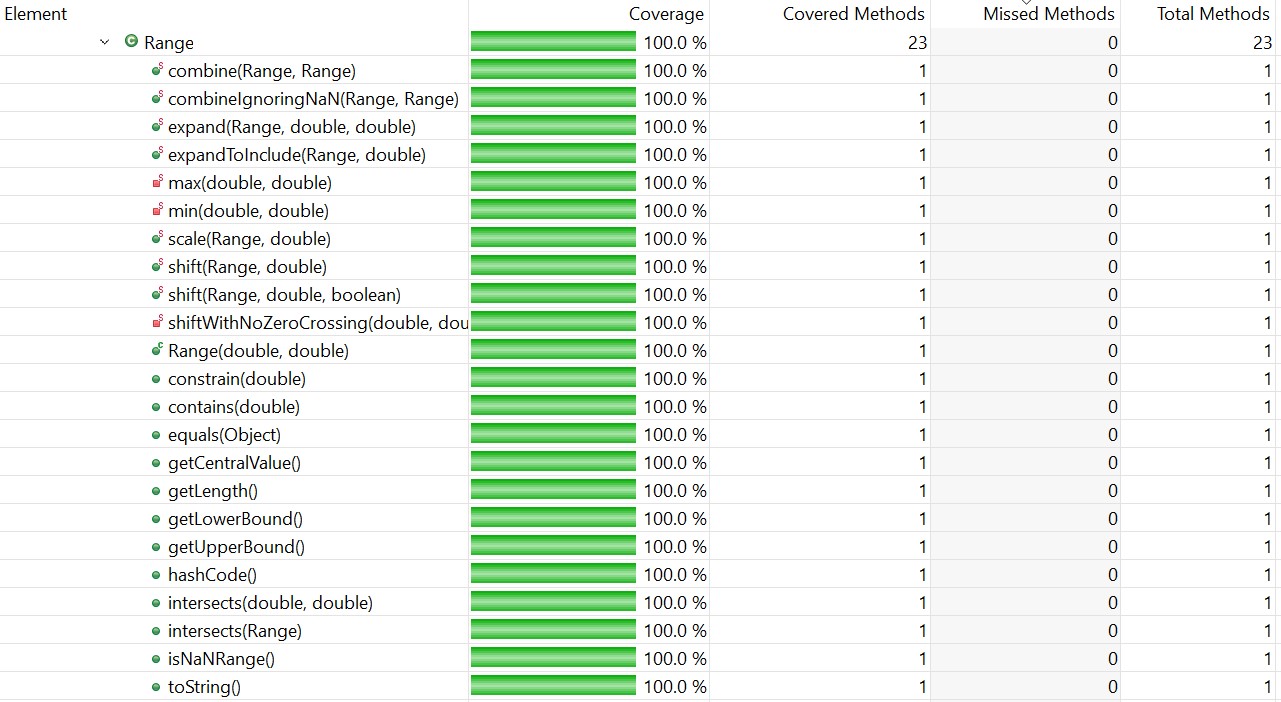 Element Coverage Covered Methods Missed Methods Total Methods
Range 100.0 % 23 0 23
combine(Range, Range) 100.0 % 1 0 1
combineIgnoringNaN(Range, Range) 100.0 % 1 0 1
expand(Range, double, double) 100.0 % 1 0 1
expandToInclude(Range, double) 100.0 % 1 0 1
max(double, double) 100.0 % 1 0 1
min(double, double) 100.0 % 1 0 1
scale(Range, double) 100.0 % 1 0 1
shift(Range, double) 100.0 % 1 0 1
shift(Range, double, boolean) 100.0 % 1 0 1
shiftWithNoZeroCrossing(double, dou 100.0 % 1 0 1
Range(double, double) 100.0 % 1 0 1
constrain(double) 100.0 % 1 0 1
contains(double) 100.0 % 1 0 1
equals(Object) 100.0 % 1 0 1
getCentralValue() 100.0 % 1 0 1
getLength() 100.0 % 1 0 1
getLowerBound() 100.0 % 1 0 1
getUpperBound() 100.0 % 1 0 1
hashCode() 100.0 % 1 0 1
intersects(double, double) 100.0 % 1 0 1
intersects(Range) 100.0 % 1 0 1
isNaNRange() 100.0 % 1 0 1
toString() 100.0 % 1 0 1